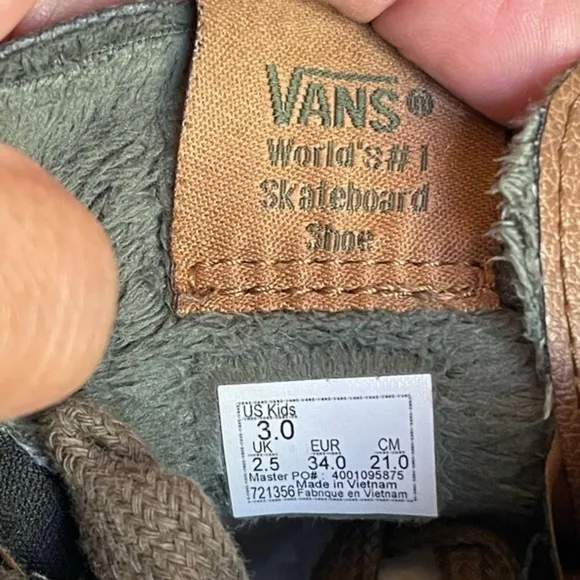 VANS®
World's #1
Skateboard
Shoe
US Kids
3.0
UK EUR CM
2.5 34.0 21.0
Master PO# : 4001095875
Made in Vietnam
721356 Fabrique en Vietnam